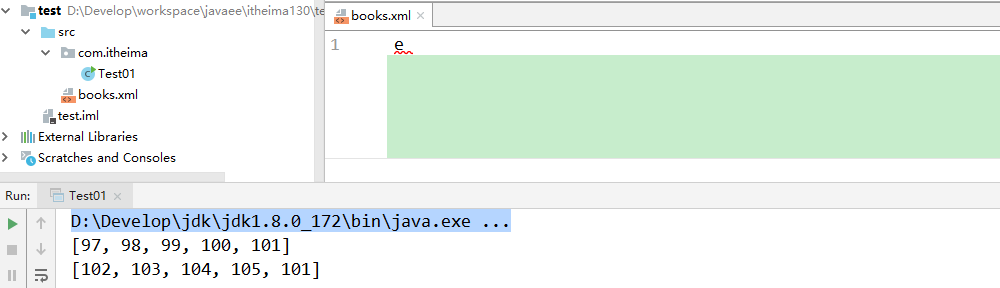 test D:\Develop\workspace\javaee\itheima130\te
src
com.itheima
Test01
books.xml
test.iml
External Libraries
Scratches and Consoles
books.xml
1 e
Run: Test01
D:\Develop\jdk\jdk1.8.0_172\bin\java.exe ...
[97, 98, 99, 100, 101]
[102, 103, 104, 105, 101]